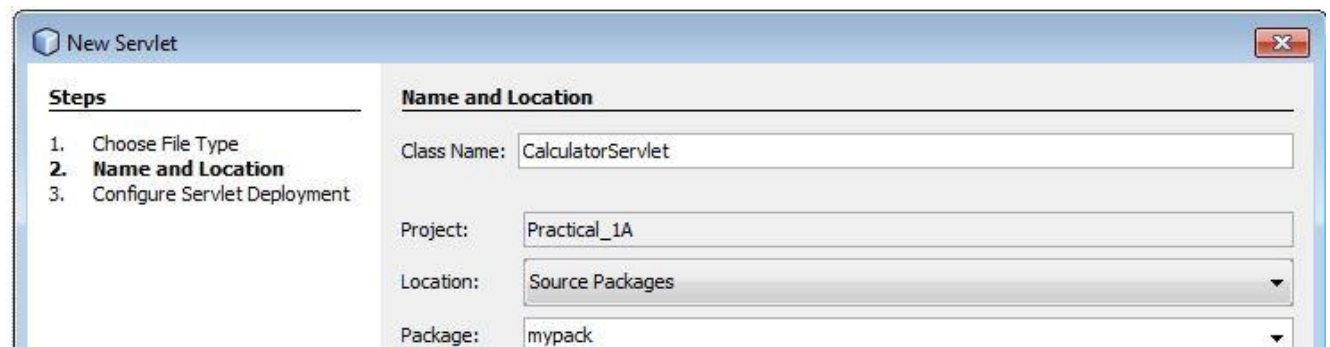 New Servlet
Steps
1. Choose File Type
2. Name and Location
3. Configure Servlet Deployment
Name and Location
Class Name: CalculatorServlet
Project: Practical_1A
Location: Source Packages
Package: mypack